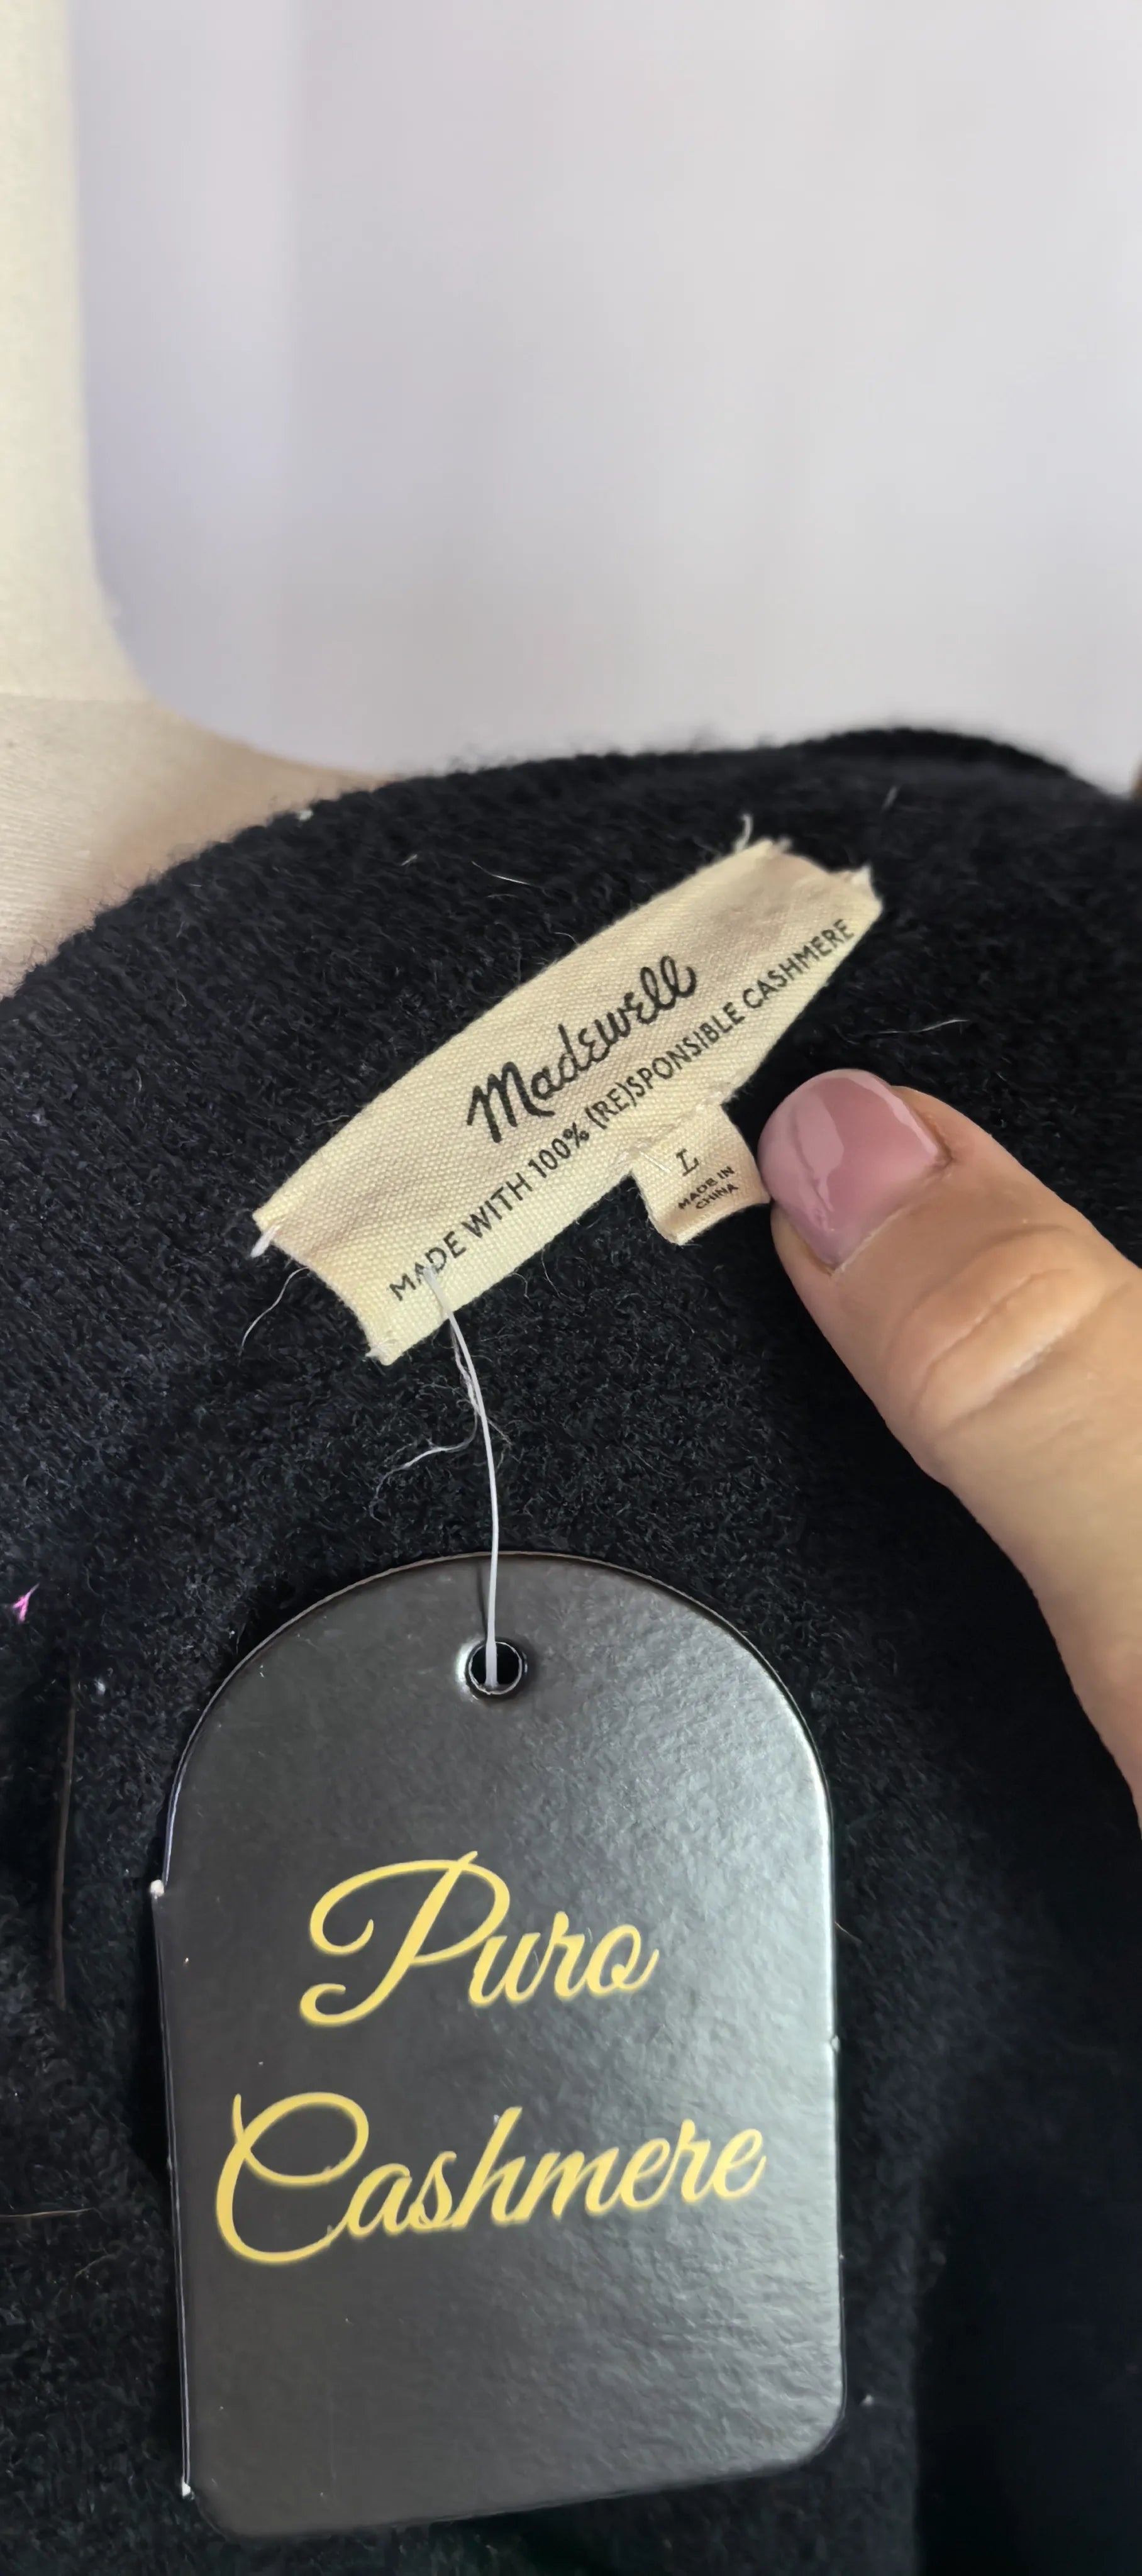 Madewell
MADE WITH 100% (RE)SPONSIBLE CASHMERE
L
MADE IN
CHINA
Puro
Cashmere